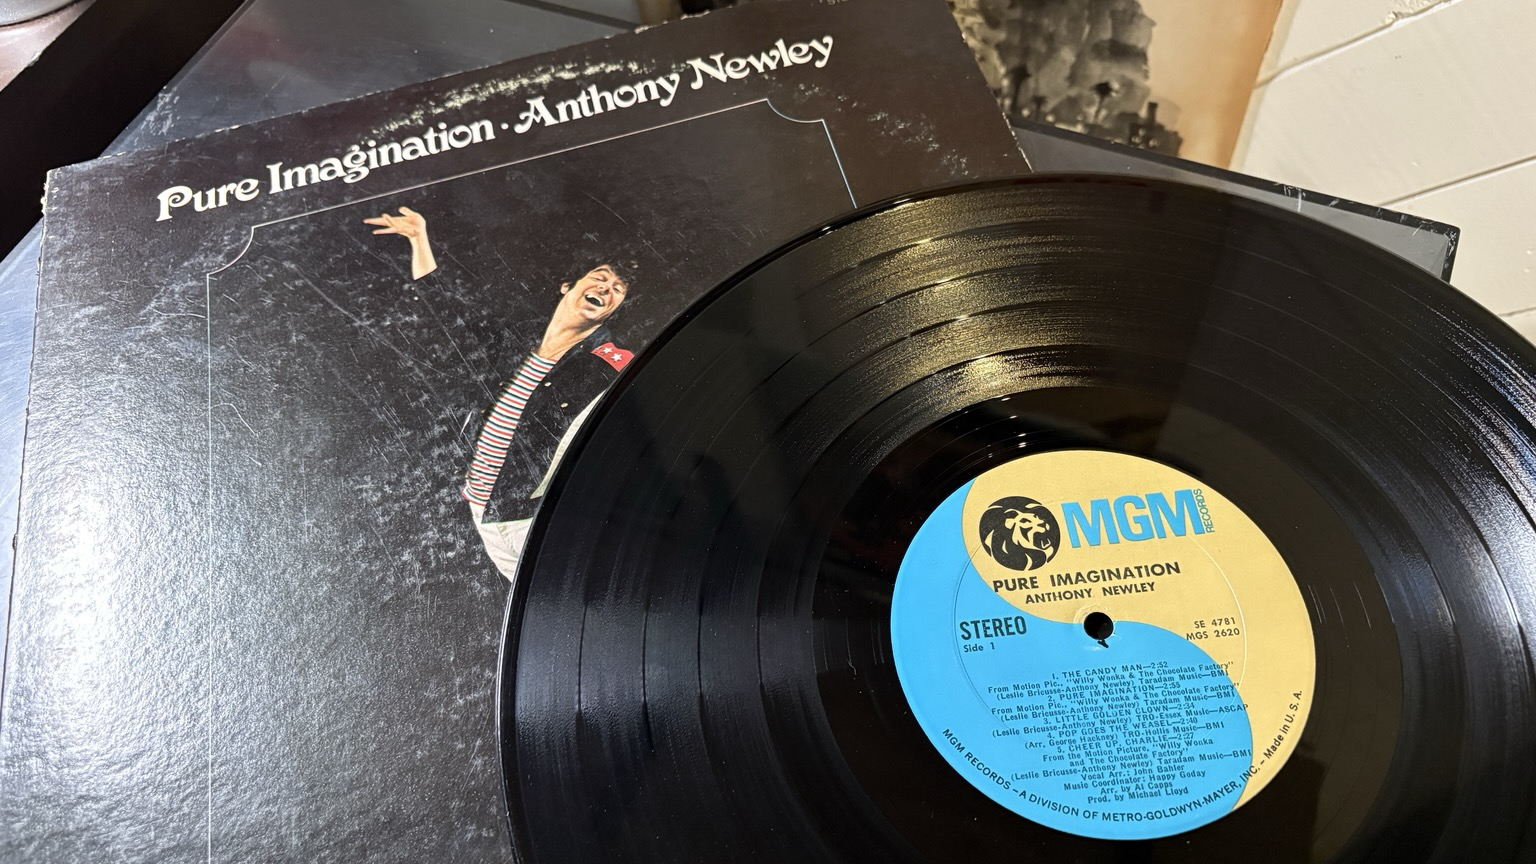 Pure Imagination · Anthony Newley
MGM RECORDS
PURE IMAGINATION
ANTHONY NEWLEY
STEREO
Side 1
SE 4781
MGS 2620
1. THE CANDY MAN—2:52
From Motion Pic., "Willy Wonka & The Chocolate Factory"
(Leslie Bricusse-Anthony Newley) Taradam Music—BMI
2. PURE IMAGINATION—2:55
From Motion Pic., "Willy Wonka & The Chocolate Factory"
(Leslie Bricusse-Anthony Newley) Taradam Music—BMI
3. LITTLE GOLDEN CLOWN—2:34
(Leslie Bricusse-Anthony Newley) TRO-Essex Music—ASCAP
4. POP GOES THE WEASEL—2:40
(Arr. George Hackney) TRO-Hollis Music—BMI
5. CHEER UP, CHARLIE—2:27
From the Motion Picture, "Willy Wonka
and The Chocolate Factory"
(Leslie Bricusse-Anthony Newley) Taradam Music—BMI
Vocal Arr.: John Bahler
Music Coordinator: Happy Goday
Arr. by Al Capps
Prod. by Michael Lloyd
MGM RECORDS – A DIVISION OF METRO-GOLDWYN-MAYER, INC. – Made in U. S. A.